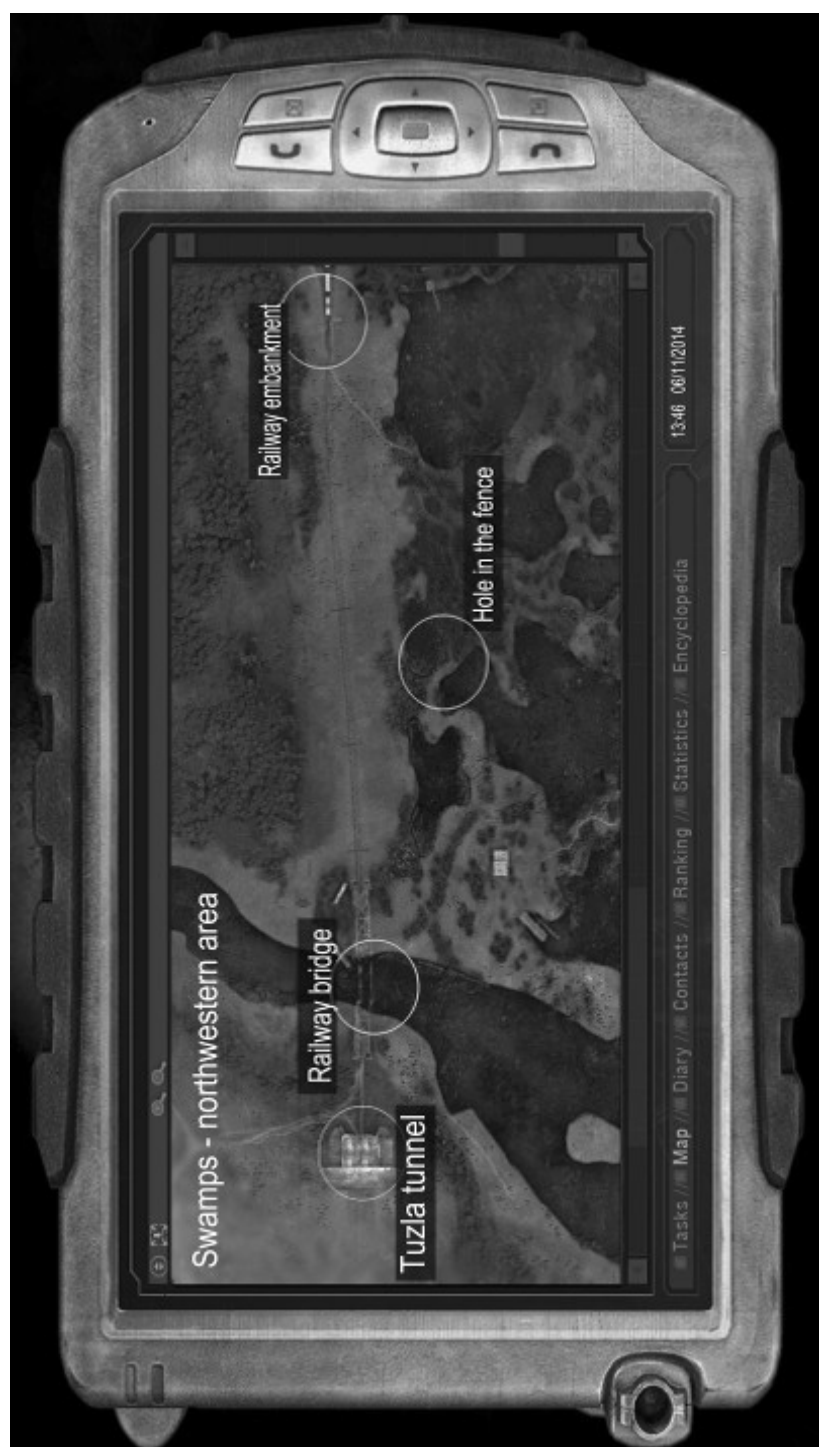 Swamps - northwestern area
Railway bridge
Railway embankment
Tuzla tunnel
Hole in the fence
Tasks // Map // Diary // Contacts // Ranking // Statistics // Encyclopedia
13:46 06/11/2014